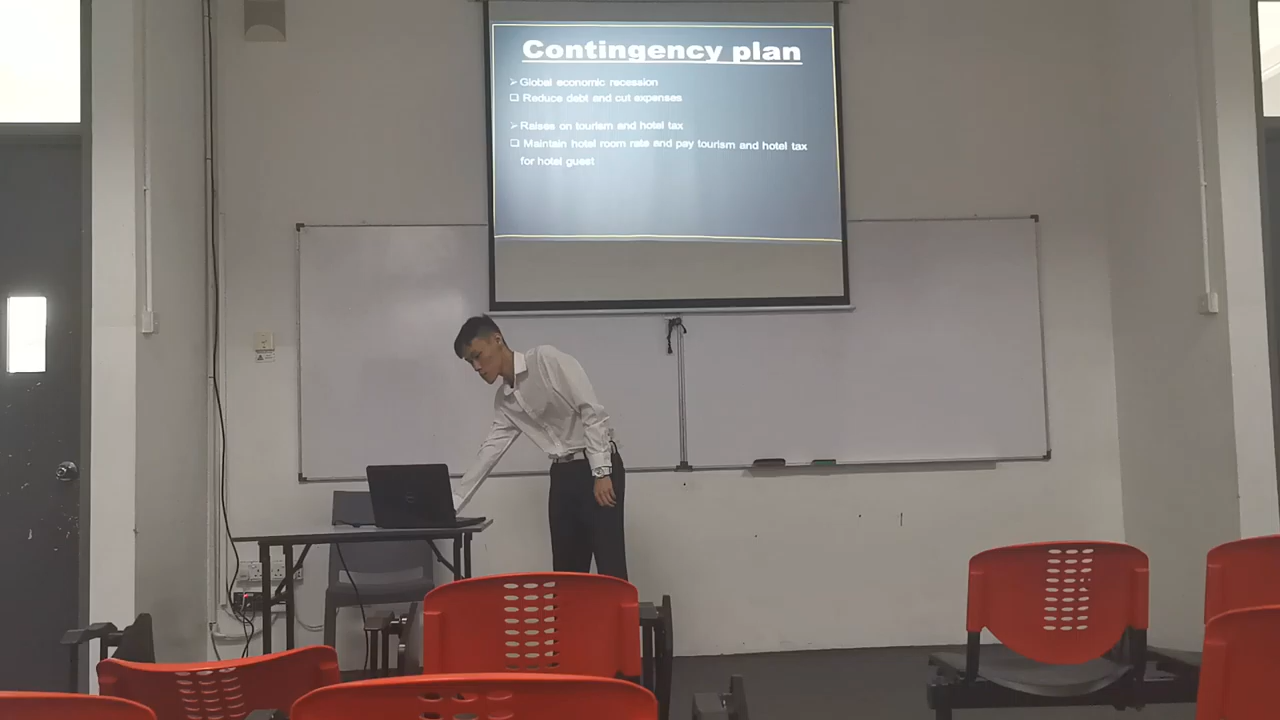 Contingency plan
➢Global economic recession
❑ Reduce debt and cut expenses
➢Raises on tourism and hotel tax
❑ Maintain hotel room rate and pay tourism and hotel tax
for hotel guest